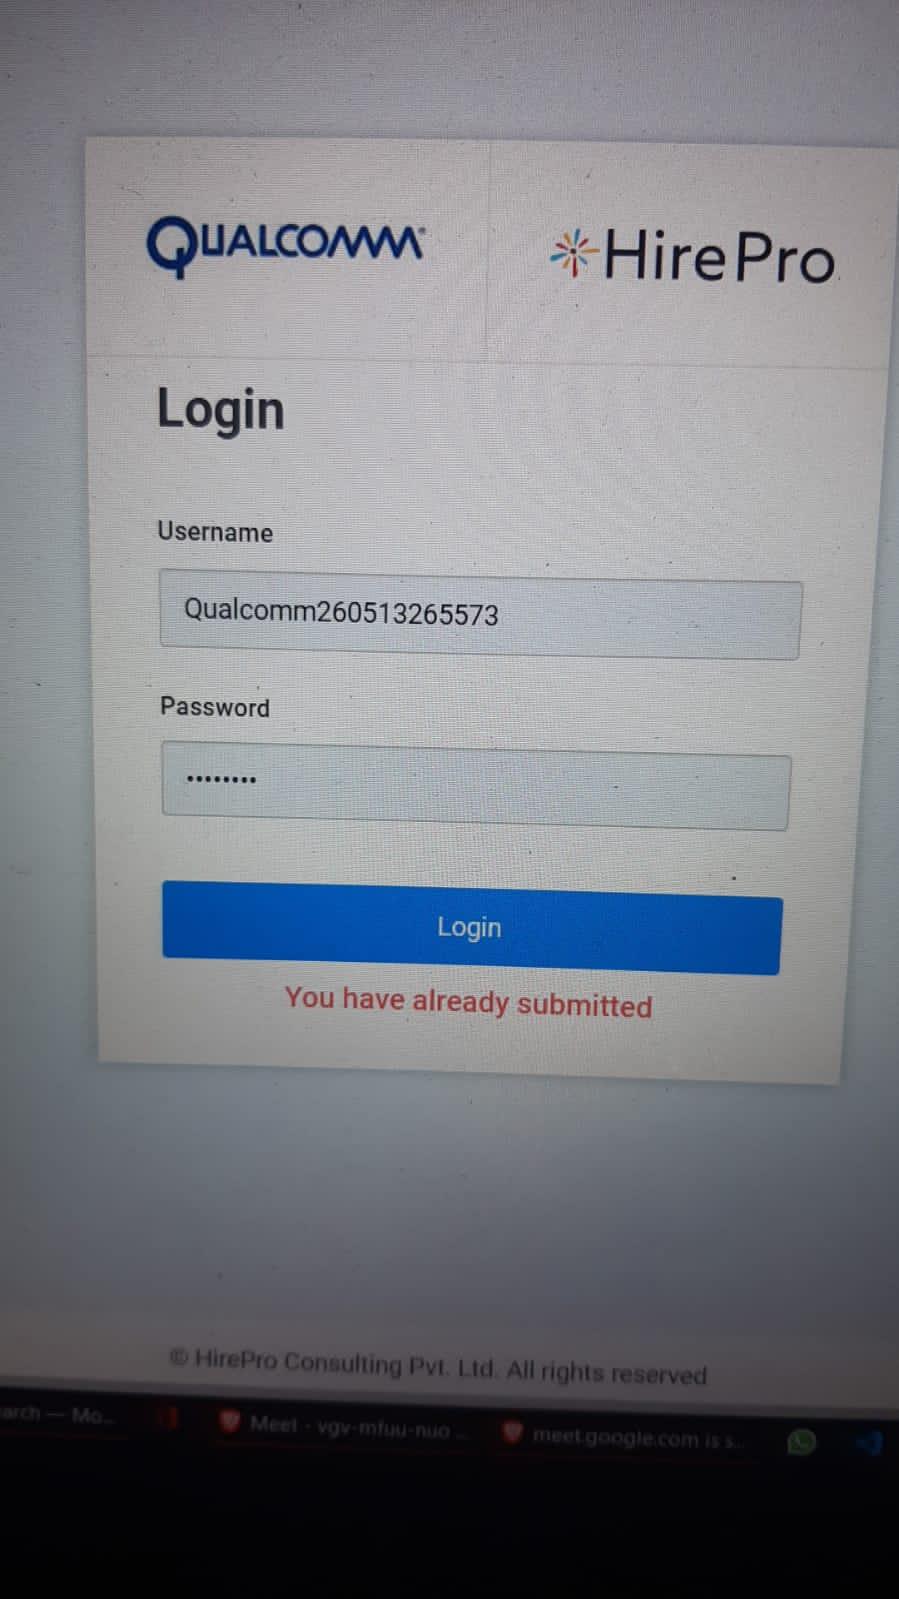 QUALCOMM®
HirePro
Login
Username
Qualcomm260513265573
Password
••••••••
Login
You have already submitted
© HirePro Consulting Pvt. Ltd. All rights reserved
arch — Mo...
Meet - vgv-mfuu-nuo ...
meet.google.com is s...